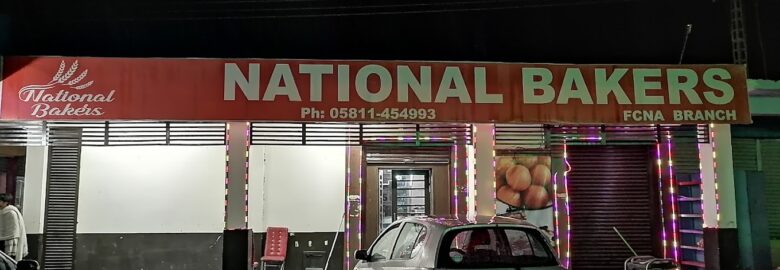 National
Bakers
NATIONAL BAKERS
Ph: 05811-454993
FCNA BRANCH